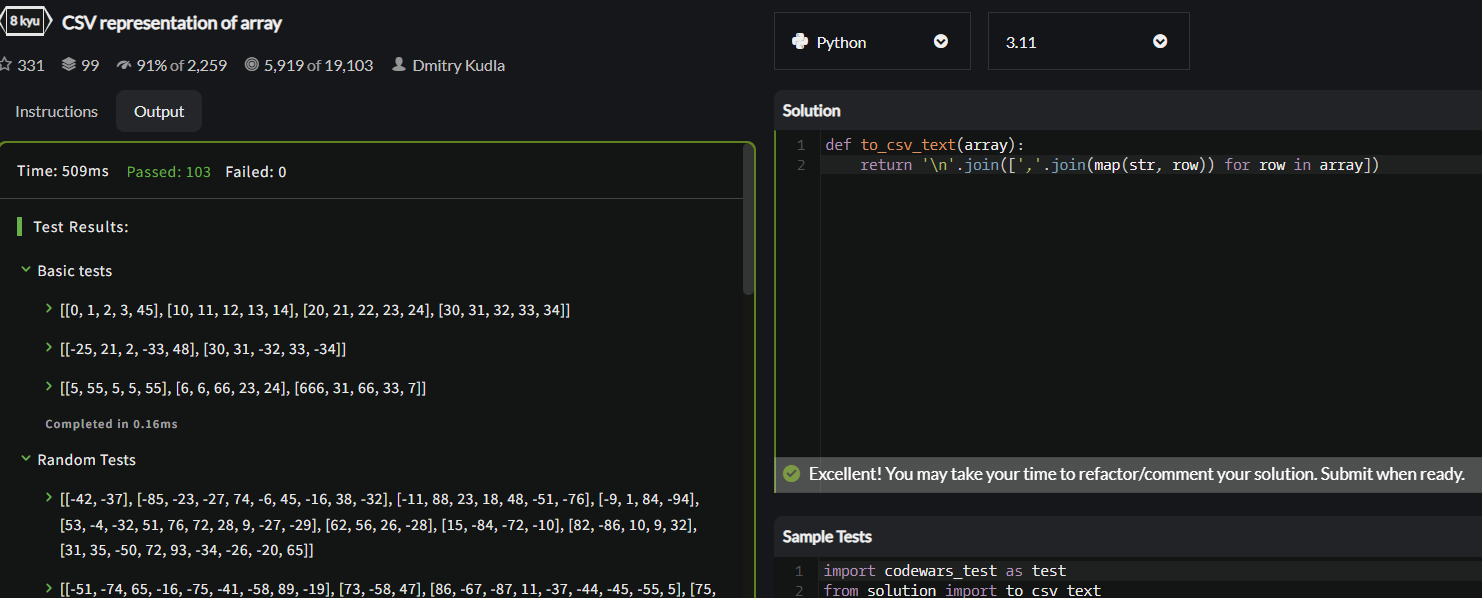 8 kyu CSV representation of array
331 99 91% of 2,259 5,919 of 19,103 Dmitry Kudla
Instructions Output
Time: 509ms Passed: 103 Failed: 0
Test Results:
Basic tests
[[0, 1, 2, 3, 45], [10, 11, 12, 13, 14], [20, 21, 22, 23, 24], [30, 31, 32, 33, 34]]
[[-25, 21, 2, -33, 48], [30, 31, -32, 33, -34]]
[[5, 55, 5, 5, 55], [6, 6, 66, 23, 24], [666, 31, 66, 33, 7]]
Completed in 0.16ms
Random Tests
[[-42, -37], [-85, -23, -27, 74, -6, 45, -16, 38, -32], [-11, 88, 23, 18, 48, -51, -76], [-9, 1, 84, -94],
[53, -4, -32, 51, 76, 72, 28, 9, -27, -29], [62, 56, 26, -28], [15, -84, -72, -10], [82, -86, 10, 9, 32],
[31, 35, -50, 72, 93, -34, -26, -20, 65]]
[[-51, -74, 65, -16, -75, -41, -58, 89, -19], [73, -58, 47], [86, -67, -87, 11, -37, -44, -45, -55, 5], [75,
Python 3.11
Solution
1 def to_csv_text(array):
2 return '\n'.join([','.join(map(str, row)) for row in array])
Excellent! You may take your time to refactor/comment your solution. Submit when ready.
Sample Tests
1 import codewars_test as test
2 from solution import to_csv_text